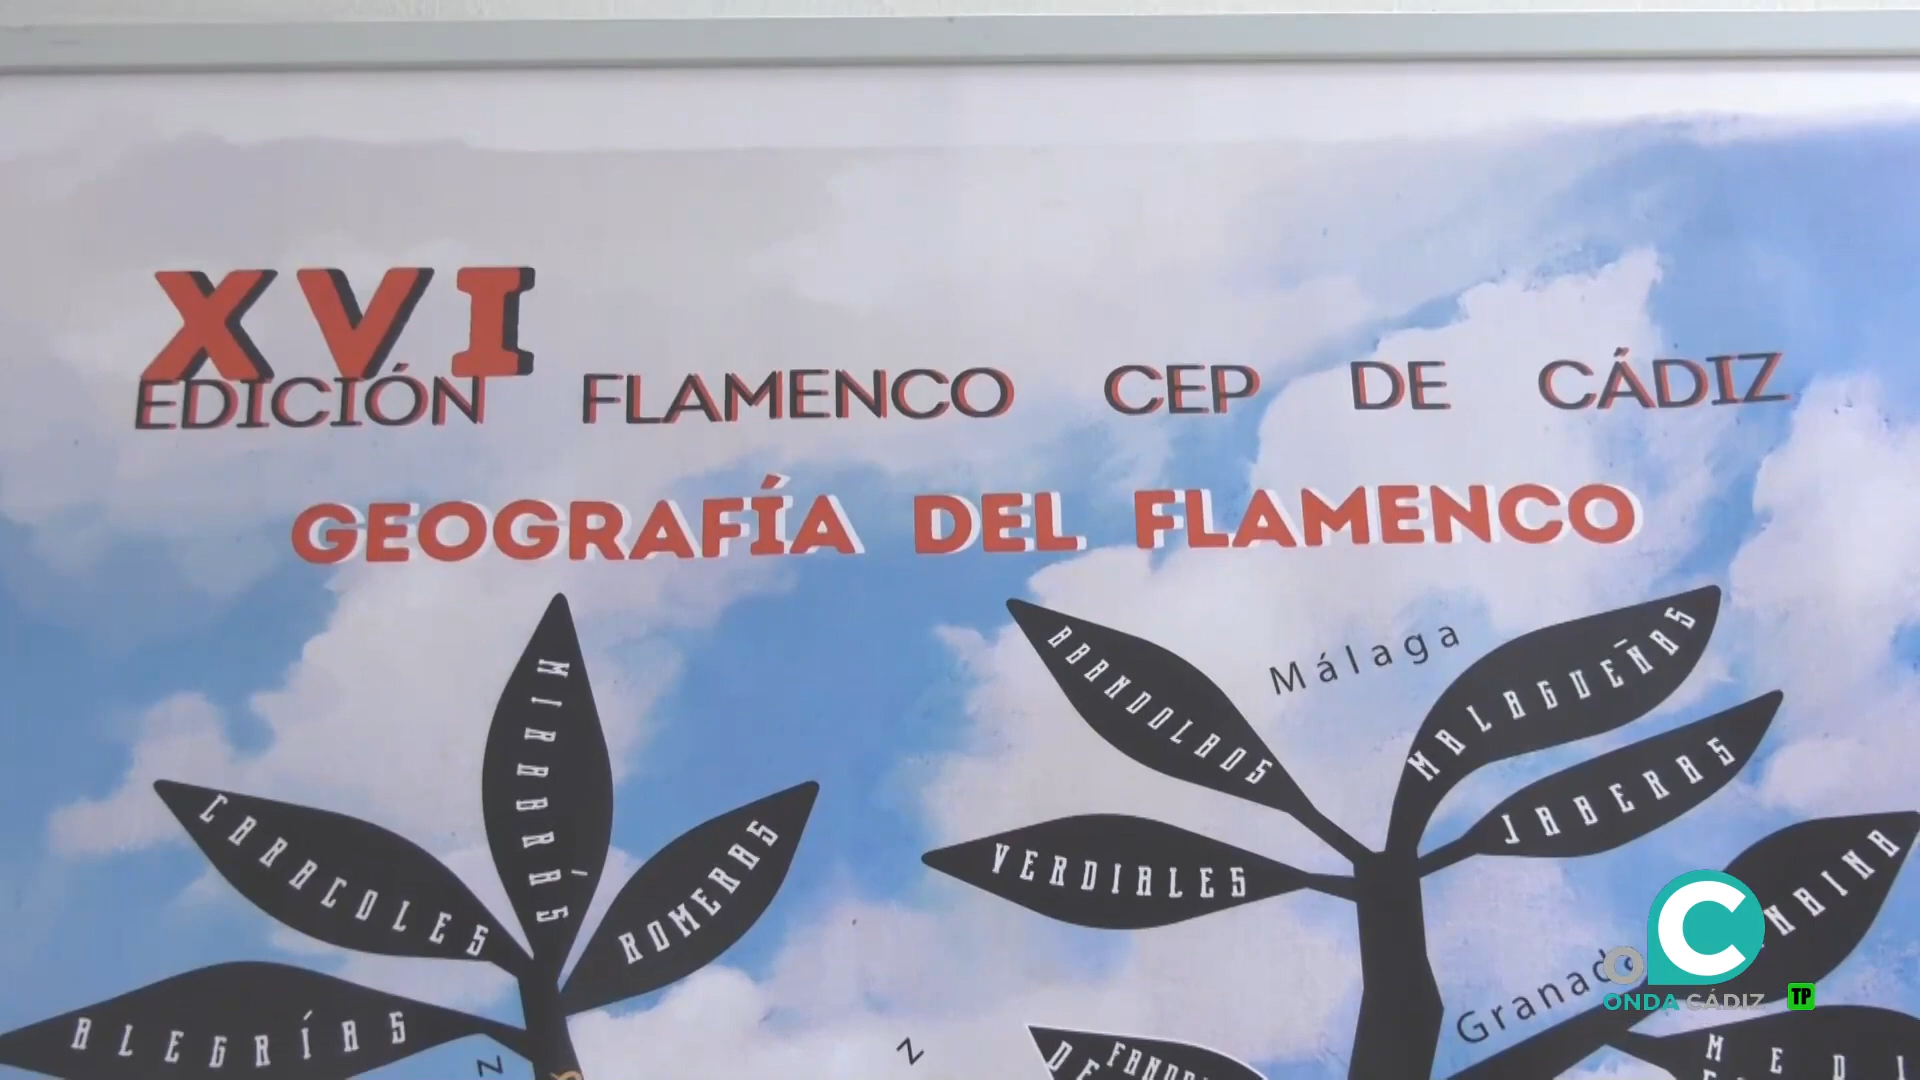 XVI
EDICIÓN FLAMENCO CEP DE CÁDIZ
GEOGRAFÍA DEL FLAMENCO
MIRABRÁS
CARACOLES
ROMERAS
ALEGRÍAS
ABANDOLAOS
Málaga
MALAGUEÑAS
JABERAS
VERDIALES
Granad
ONDA CÁDIZ
TP
DE
Z
Z